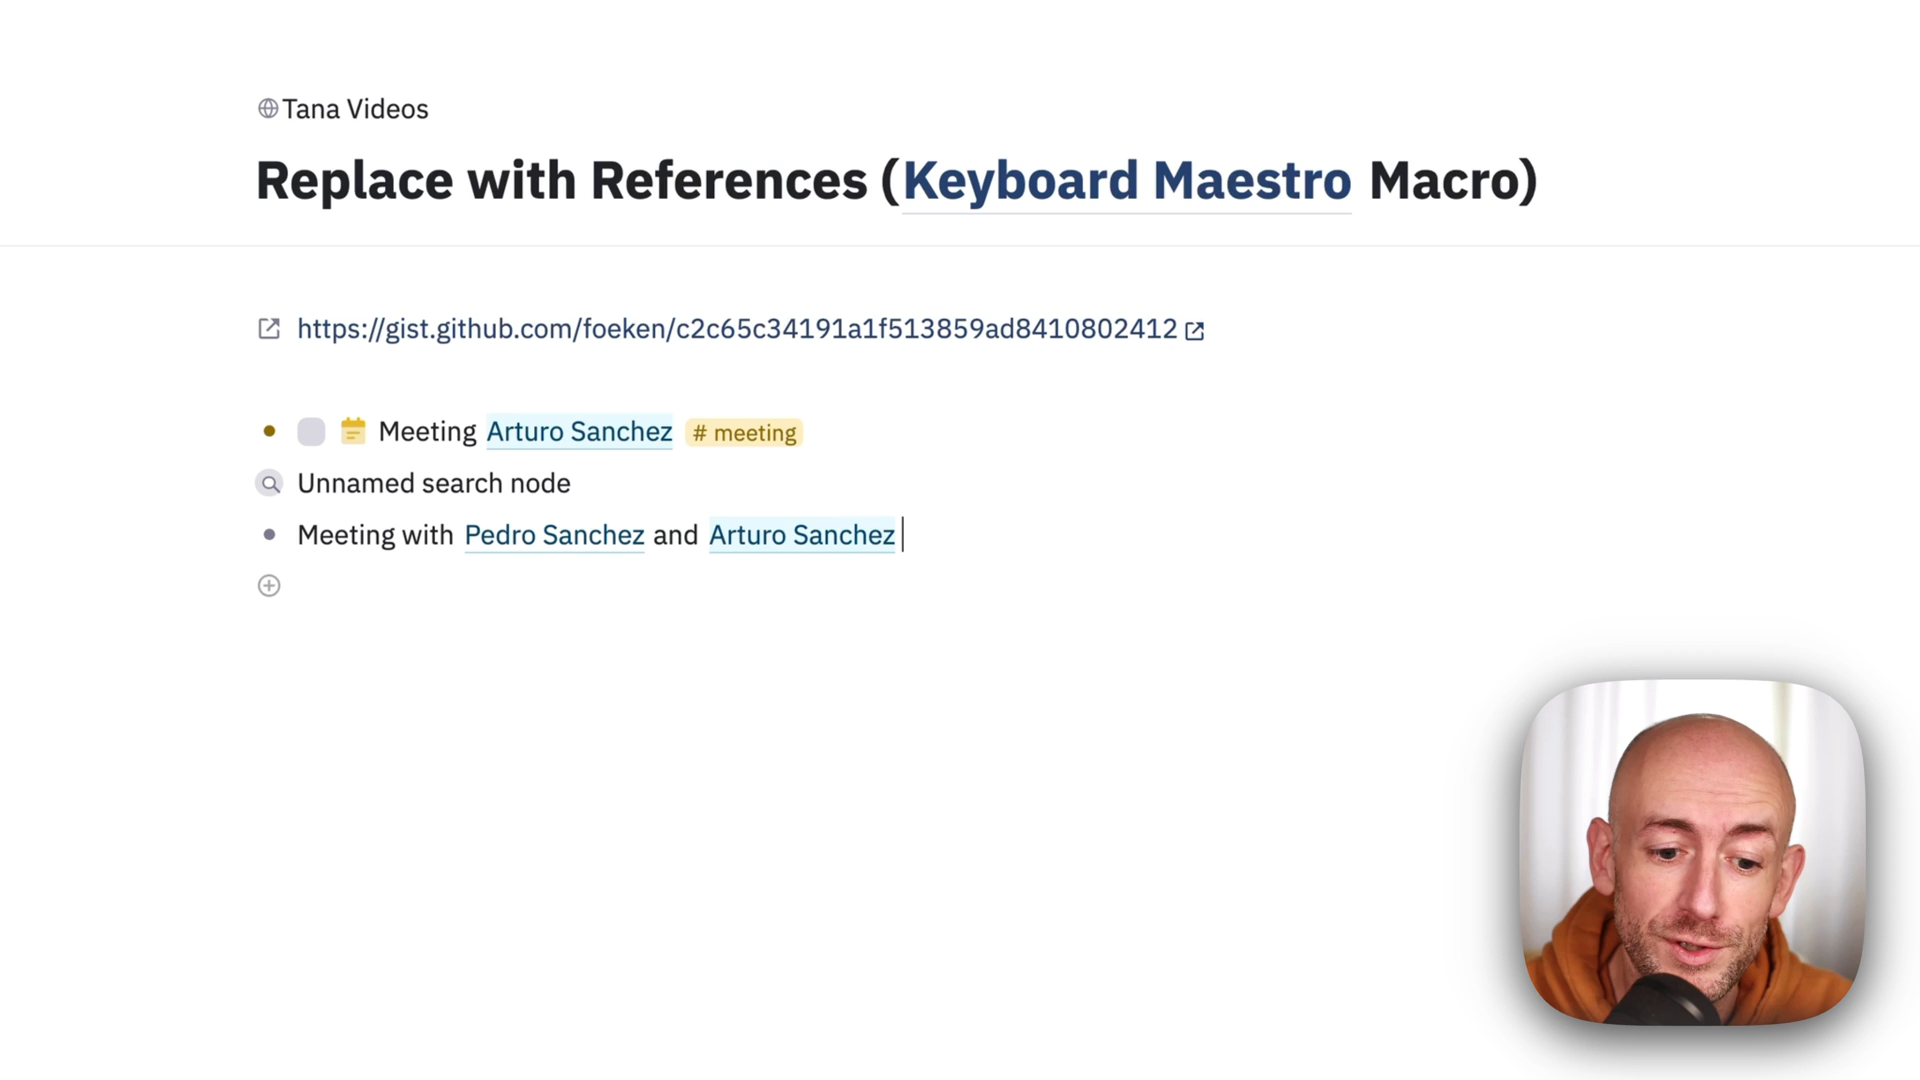 Tana Videos
Replace with References (Keyboard Maestro Macro)
https://gist.github.com/foeken/c2c65c34191a1f513859ad8410802412
Meeting Arturo Sanchez # meeting
Unnamed search node
Meeting with Pedro Sanchez and Arturo Sanchez